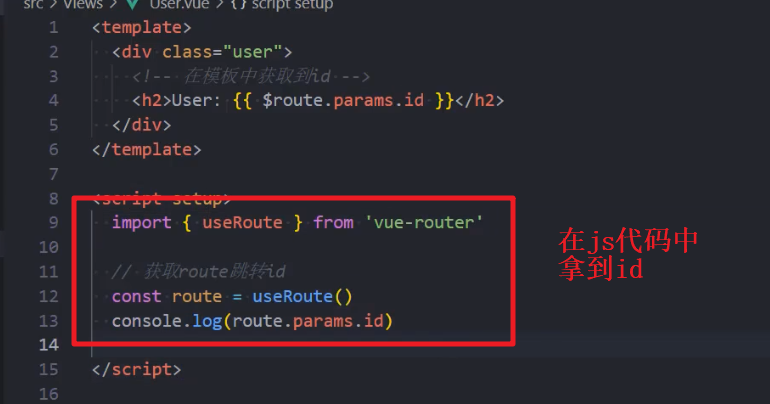 src > Views > User.vue > {} script setup
1 <template>
2 <div class="user">
3 <!-- 在模板中获取到id -->
4 <h2>User: {{ $route.params.id }}</h2>
5 </div>
6 </template>
7
8 <script setup>
9 import { useRoute } from 'vue-router'
10
11 // 获取route跳转id
12 const route = useRoute()
13 console.log(route.params.id)
14
15 </script>
16
在js代码中
拿到id